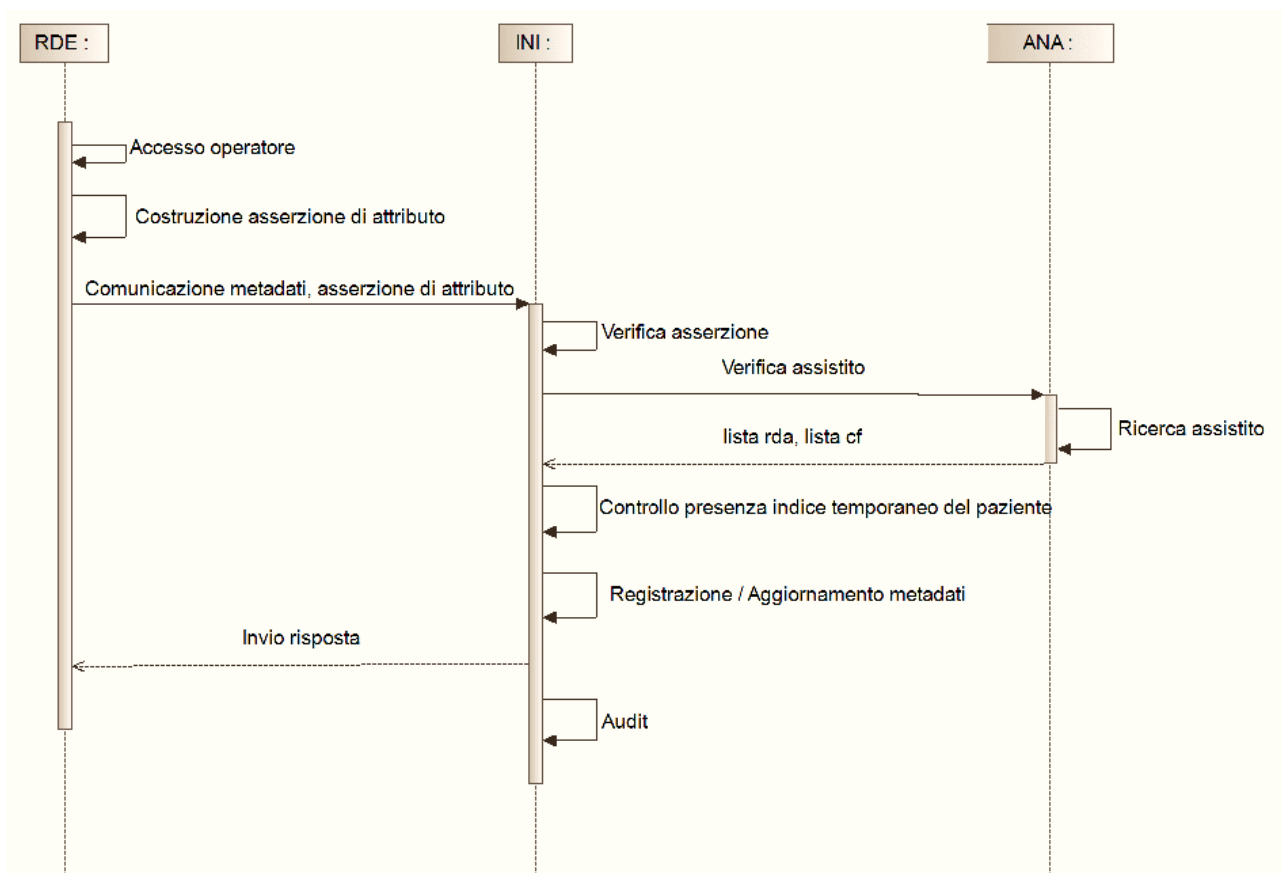 RDE :
INI :
ANA :
Accesso operatore
Costruzione asserzione di attributo
Comunicazione metadati, asserzione di attributo
Verifica asserzione
Verifica assistito
Ricerca assistito
lista rda, lista cf
Controllo presenza indice temporaneo del paziente
Registrazione / Aggiornamento metadati
Invio risposta
Audit